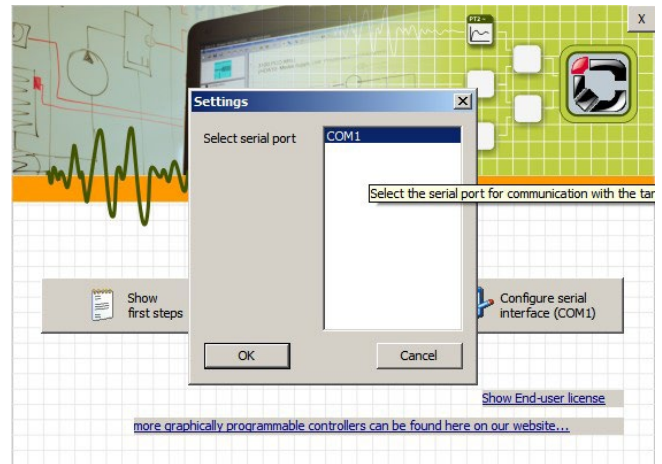 PT2 -
X
Settings
X
Select serial port
COM1
Select the serial port for communication with the tar
Show
first steps
Configure serial
interface (COM1)
OK
Cancel
Show End-user license
more graphically programmable controllers can be found here on our website...